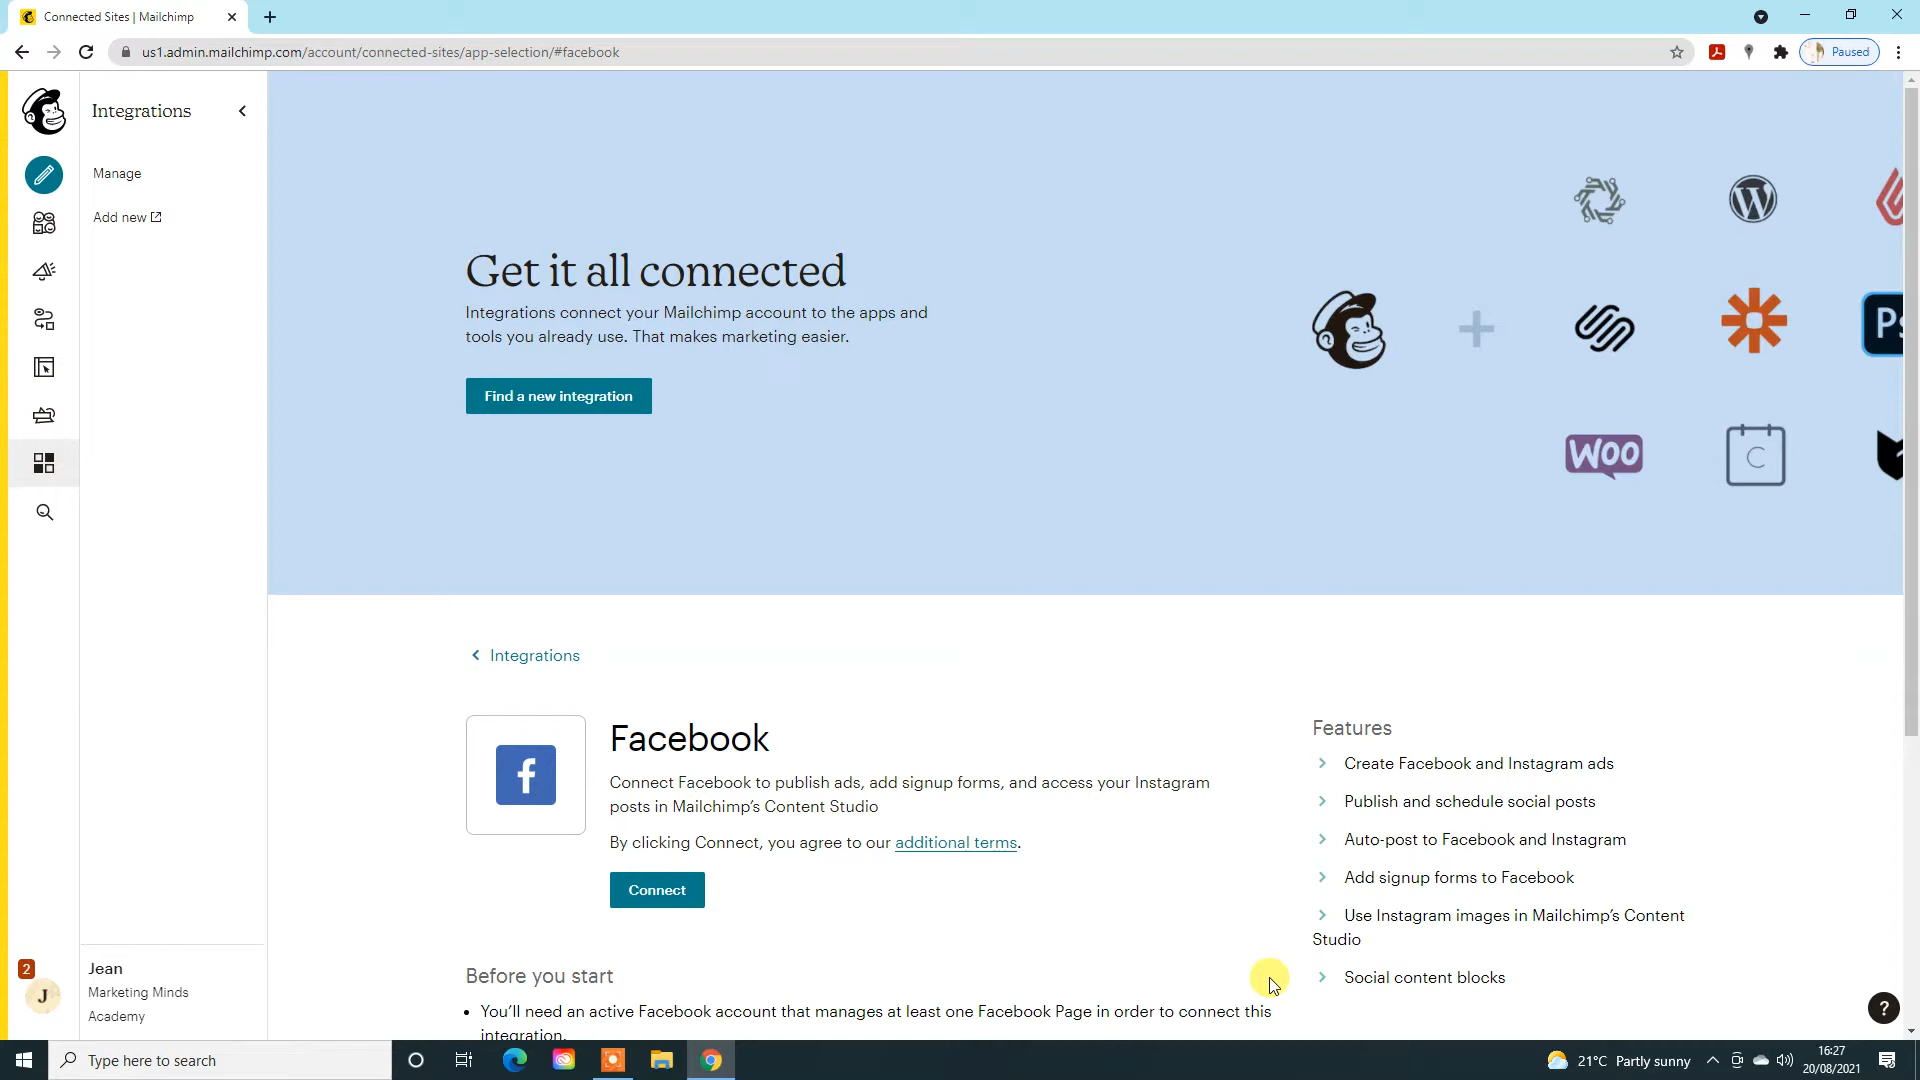 Connected Sites | Mailchimp
us1.admin.mailchimp.com/account/connected-sites/app-selection/#facebook
Paused
Integrations
Manage
Add new
Get it all connected
Integrations connect your Mailchimp account to the apps and
tools you already use. That makes marketing easier.
Find a new integration
Ps
WOO
C
Integrations
f
Facebook
Connect Facebook to publish ads, add signup forms, and access your Instagram
posts in Mailchimp's Content Studio
By clicking Connect, you agree to our additional terms.
Connect
Before you start
• You'll need an active Facebook account that manages at least one Facebook Page in order to connect this
integration.
Features
Create Facebook and Instagram ads
Publish and schedule social posts
Auto-post to Facebook and Instagram
Add signup forms to Facebook
Use Instagram images in Mailchimp's Content
Studio
Social content blocks
?
2
J
Jean
Marketing Minds
Academy
Type here to search
21°C Partly sunny
16:27
20/08/2021